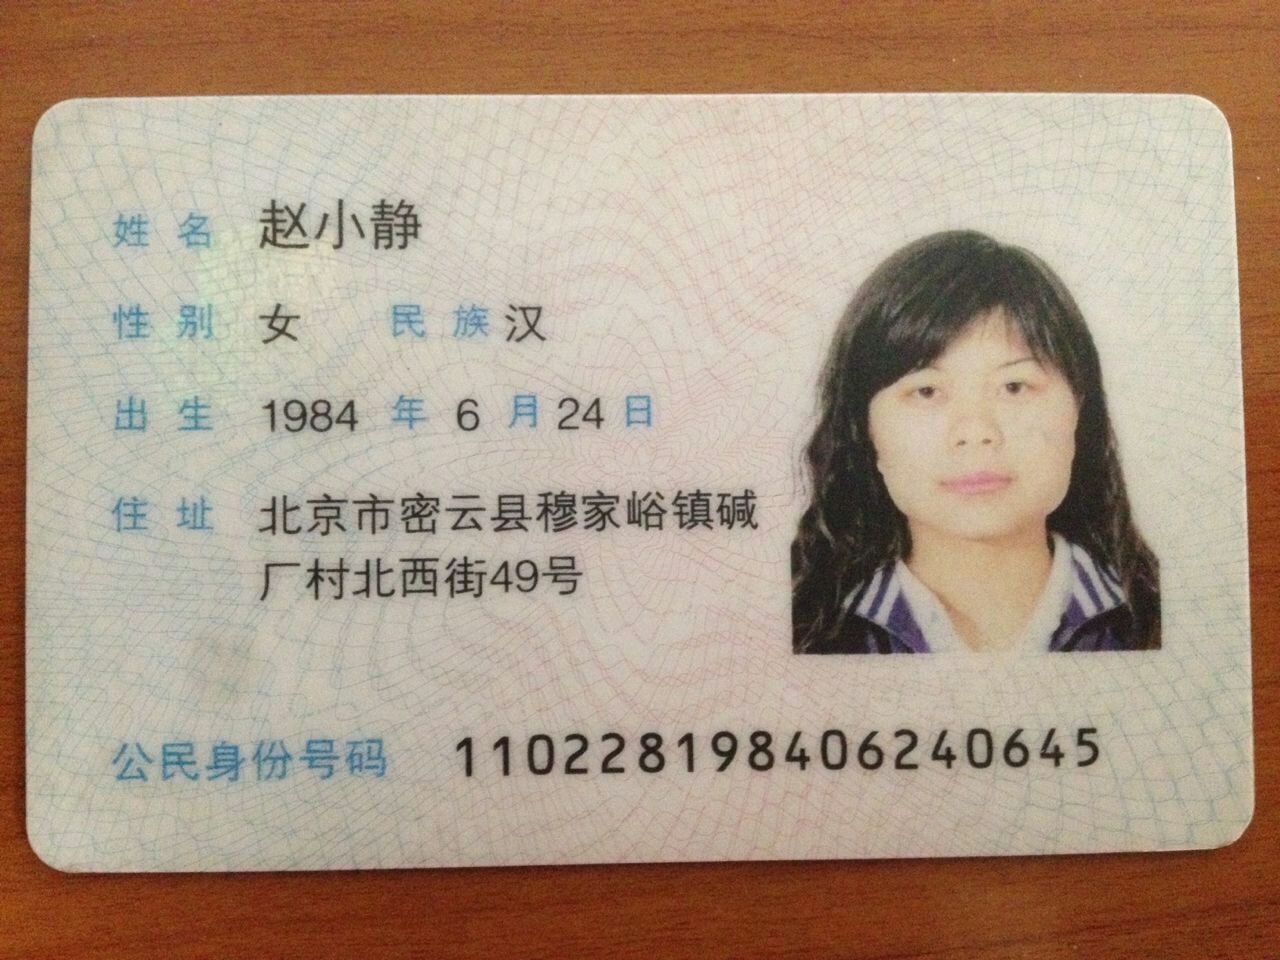 姓名 赵小静
性别 女 民族 汉
出生 1984 年 6 月 24 日
住址 北京市密云县穆家峪镇碱
厂村北西街49号
公民身份号码 110228198406240645